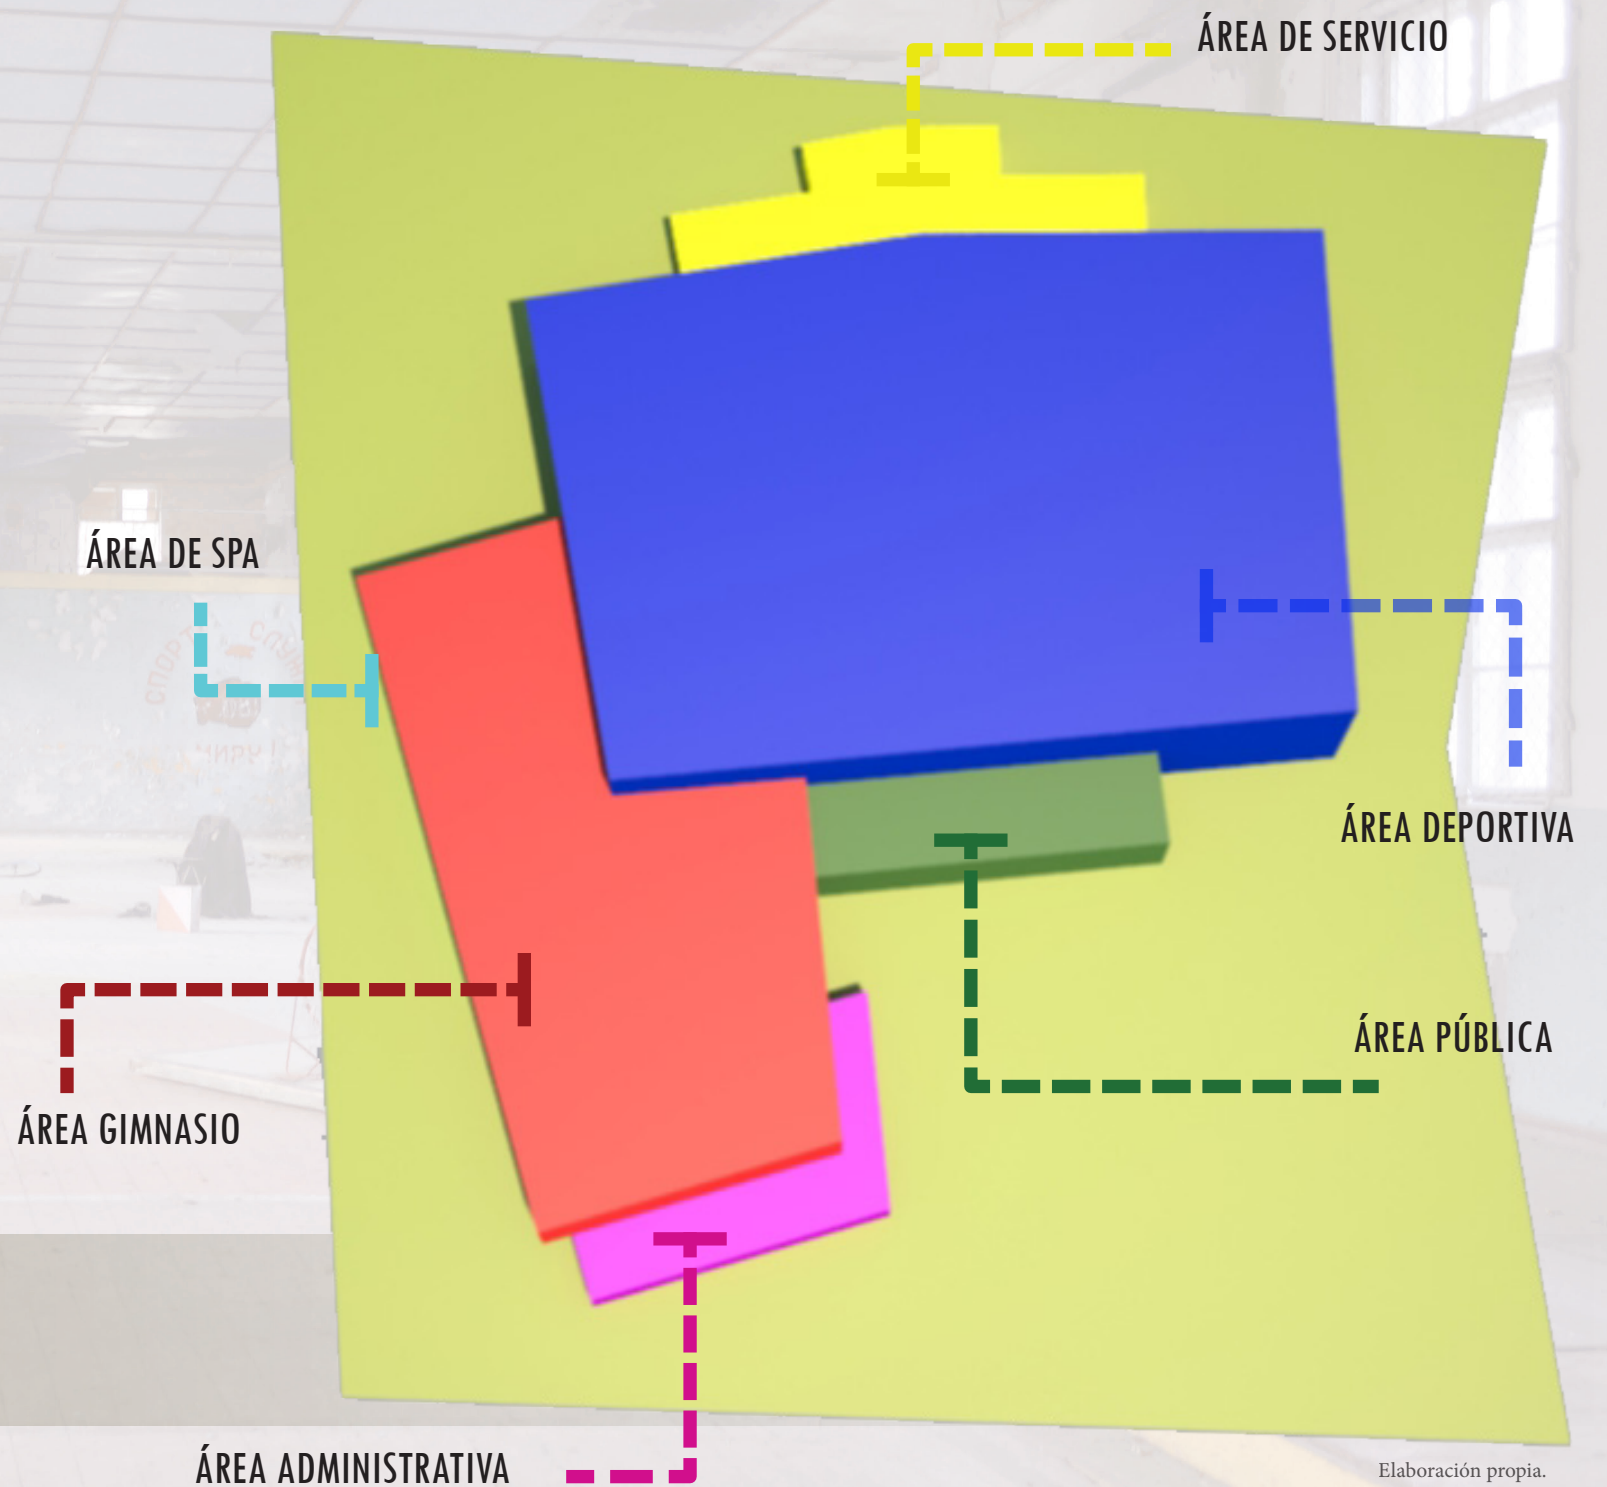 ÁREA DE SERVICIO
ÁREA DE SPA
ÁREA DEPORTIVA
ÁREA PÚBLICA
ÁREA GIMNASIO
ÁREA ADMINISTRATIVA
Elaboración propia.